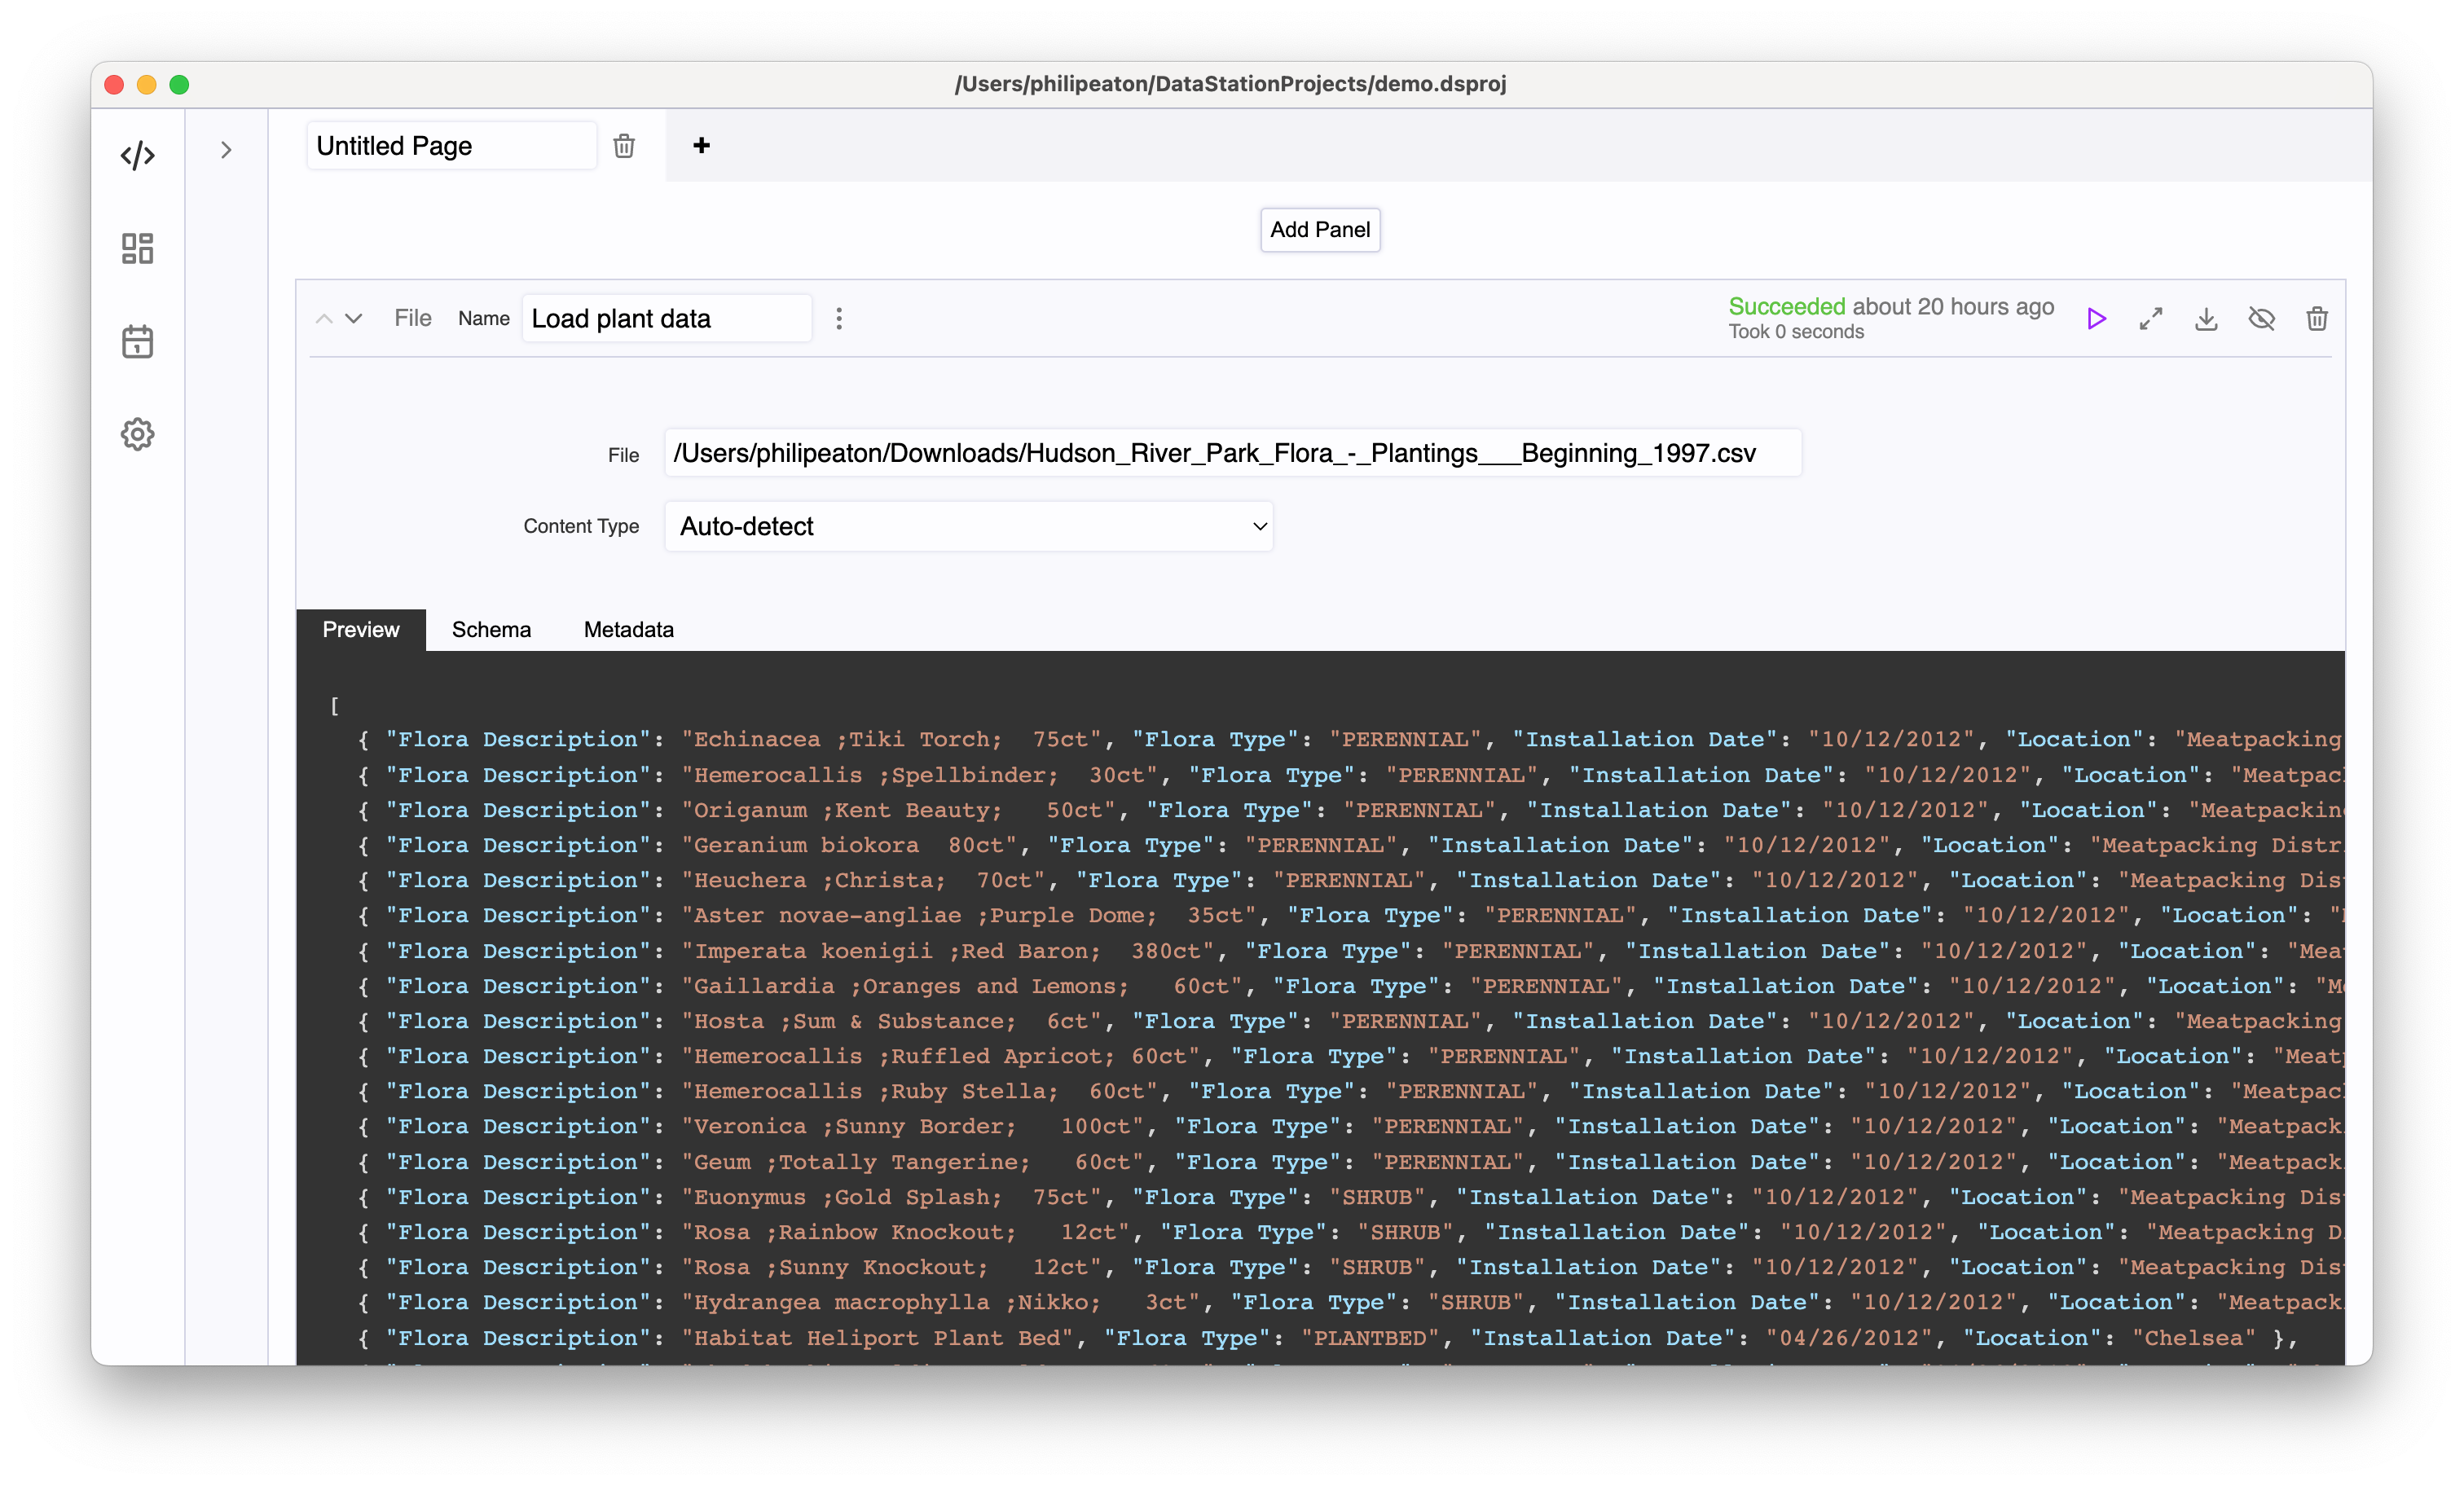 /Users/philipeaton/DataStationProjects/demo.dsproj
Untitled Page
+
Add Panel
File Name Load plant data
Succeeded about 20 hours ago
Took 0 seconds
File /Users/philipeaton/Downloads/Hudson_River_Park_Flora_-_Plantings___Beginning_1997.csv
Content Type Auto-detect
Preview Schema Metadata
[
{ "Flora Description": "Echinacea ;Tiki Torch;  75ct", "Flora Type": "PERENNIAL", "Installation Date": "10/12/2012", "Location": "Meatpacking
{ "Flora Description": "Hemerocallis ;Spellbinder;  30ct", "Flora Type": "PERENNIAL", "Installation Date": "10/12/2012", "Location": "Meatpac
{ "Flora Description": "Origanum ;Kent Beauty;   50ct", "Flora Type": "PERENNIAL", "Installation Date": "10/12/2012", "Location": "Meatpackin
{ "Flora Description": "Geranium biokora  80ct", "Flora Type": "PERENNIAL", "Installation Date": "10/12/2012", "Location": "Meatpacking Distr
{ "Flora Description": "Heuchera ;Christa;  70ct", "Flora Type": "PERENNIAL", "Installation Date": "10/12/2012", "Location": "Meatpacking Dis
{ "Flora Description": "Aster novae-angliae ;Purple Dome;  35ct", "Flora Type": "PERENNIAL", "Installation Date": "10/12/2012", "Location": "
{ "Flora Description": "Imperata koenigii ;Red Baron;  380ct", "Flora Type": "PERENNIAL", "Installation Date": "10/12/2012", "Location": "Mea
{ "Flora Description": "Gaillardia ;Oranges and Lemons;   60ct", "Flora Type": "PERENNIAL", "Installation Date": "10/12/2012", "Location": "M
{ "Flora Description": "Hosta ;Sum & Substance;  6ct", "Flora Type": "PERENNIAL", "Installation Date": "10/12/2012", "Location": "Meatpacking
{ "Flora Description": "Hemerocallis ;Ruffled Apricot; 60ct", "Flora Type": "PERENNIAL", "Installation Date": "10/12/2012", "Location": "Meat
{ "Flora Description": "Hemerocallis ;Ruby Stella;  60ct", "Flora Type": "PERENNIAL", "Installation Date": "10/12/2012", "Location": "Meatpac
{ "Flora Description": "Veronica ;Sunny Border;   100ct", "Flora Type": "PERENNIAL", "Installation Date": "10/12/2012", "Location": "Meatpack
{ "Flora Description": "Geum ;Totally Tangerine;   60ct", "Flora Type": "PERENNIAL", "Installation Date": "10/12/2012", "Location": "Meatpack
{ "Flora Description": "Euonymus ;Gold Splash;  75ct", "Flora Type": "SHRUB", "Installation Date": "10/12/2012", "Location": "Meatpacking Dis
{ "Flora Description": "Rosa ;Rainbow Knockout;   12ct", "Flora Type": "SHRUB", "Installation Date": "10/12/2012", "Location": "Meatpacking D
{ "Flora Description": "Rosa ;Sunny Knockout;   12ct", "Flora Type": "SHRUB", "Installation Date": "10/12/2012", "Location": "Meatpacking Dis
{ "Flora Description": "Hydrangea macrophylla ;Nikko;   3ct", "Flora Type": "SHRUB", "Installation Date": "10/12/2012", "Location": "Meatpack
{ "Flora Description": "Habitat Heliport Plant Bed", "Flora Type": "PLANTBED", "Installation Date": "04/26/2012", "Location": "Chelsea" },